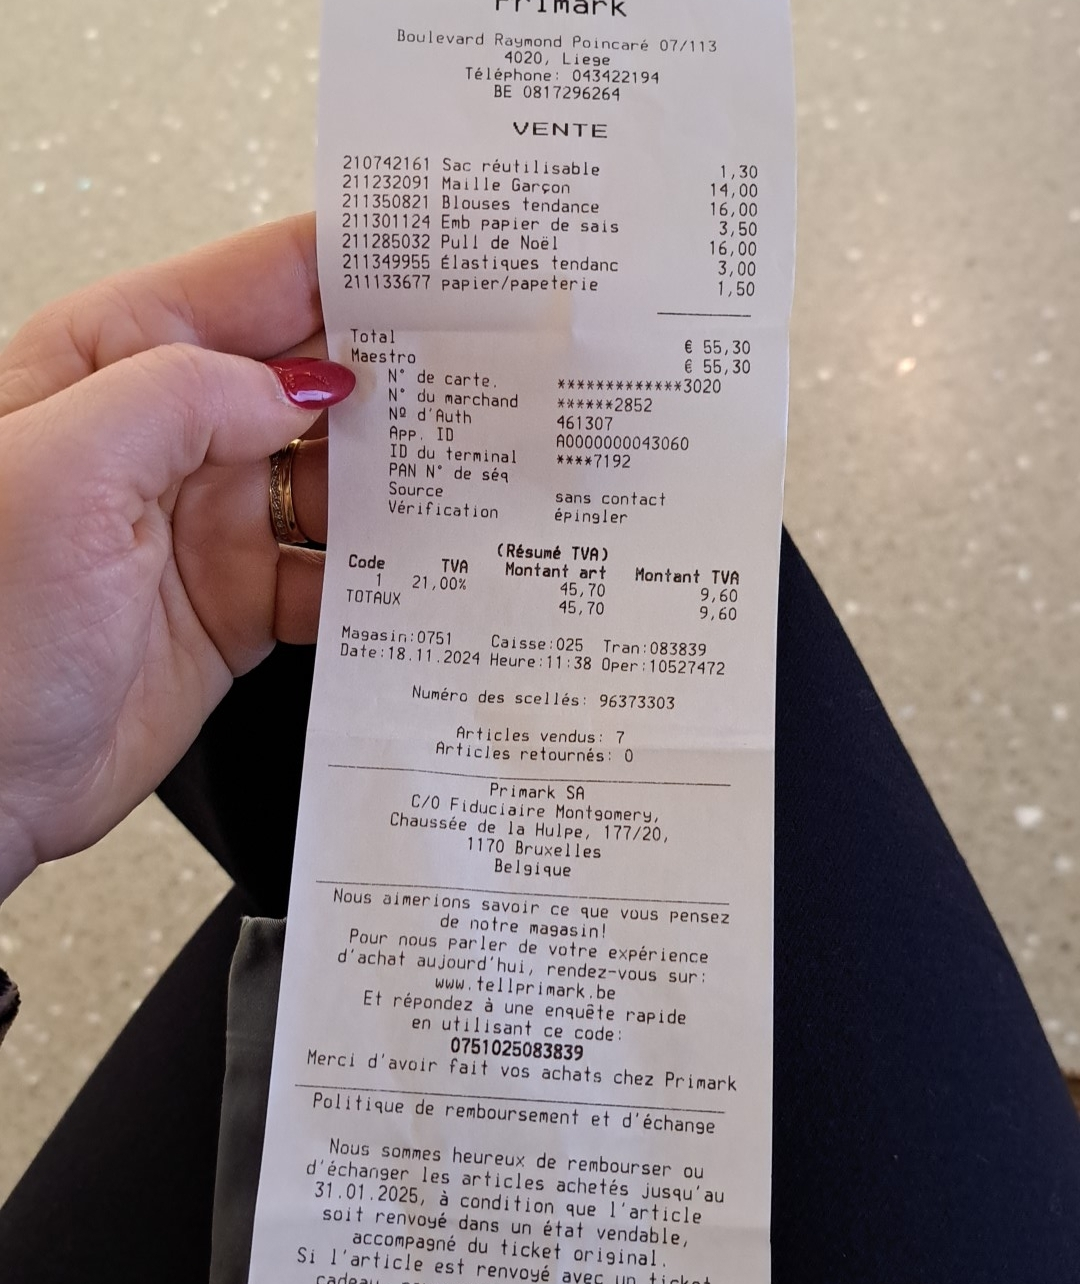 Primark
Boulevard Raymond Poincaré 07/113
4020, Liege
Téléphone: 043422194
BE 0817296264
VENTE
210742161 Sac réutilisable 1,30
211232091 Maille Garçon 14,00
211350821 Blouses tendance 16,00
211301124 Emb papier de sais 3,50
211285032 Pull de Noël 16,00
211349955 Élastiques tendanc 3,00
211133677 papier/papeterie 1,50
Total € 55,30
Maestro € 55,30
N° de carte. *************3020
N° du marchand ******2852
Nº d'Auth 461307
App. ID A0000000043060
ID du terminal ****7192
PAN N° de séq
Source sans contact
Vérification épingler
(Résumé TVA)
Code TVA Montant art Montant TVA
1 21,00% 45,70 9,60
TOTAUX 45,70 9,60
Magasin:0751 Caisse:025 Tran:083839
Date:18.11.2024 Heure:11:38 Oper:10527472
Numéro des scellés: 96373303
Articles vendus: 7
Articles retournés: 0
Primark SA
C/O Fiduciaire Montgomery,
Chaussée de la Hulpe, 177/20,
1170 Bruxelles
Belgique
Nous aimerions savoir ce que vous pensez
de notre magasin!
Pour nous parler de votre expérience
d'achat aujourd'hui, rendez-vous sur:
www.tellprimark.be
Et répondez à une enquête rapide
en utilisant ce code:
0751025083839
Merci d'avoir fait vos achats chez Primark
Politique de remboursement et d'échange
Nous sommes heureux de rembourser ou
d'échanger les articles achetés jusqu'au
31.01.2025, à condition que l'article
soit renvoyé dans un état vendable,
accompagné du ticket original.
Si l'article est renvoyé avec un ticket
cadeau